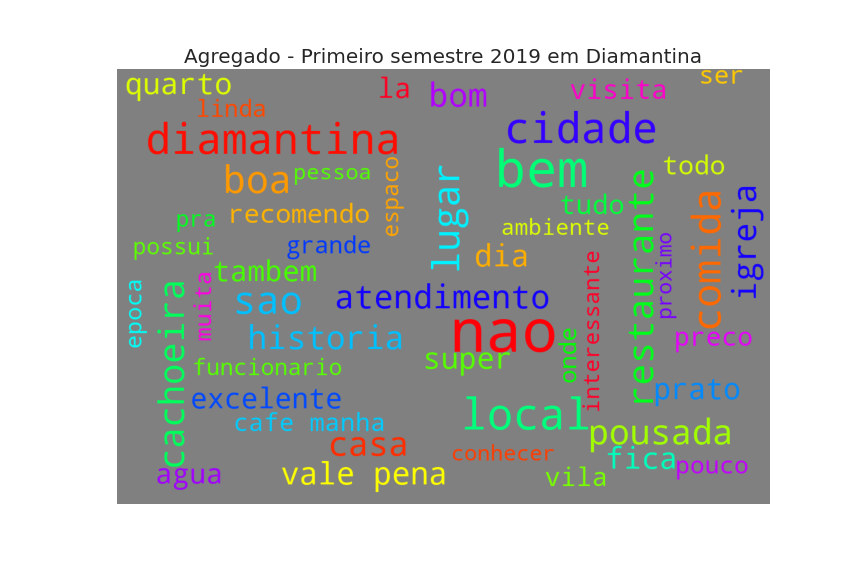 Agregado - Primeiro semestre 2019 em Diamantina
quarto
la
bom
visita
ser
linda
diamantina
cidade
boa
pessoa
espaco
lugar
bem
todo
pra
recomendo
tudo
ambiente
restaurante
comida
igreja
possui
grande
dia
proximo
tambem
epoca
muita
cachoeira
sao
atendimento
interessante
historia
nao
super
onde
preco
funcionario
excelente
prato
cafe manha
local
casa
conhecer
pousada
agua
vale pena
fica
pouco
vila